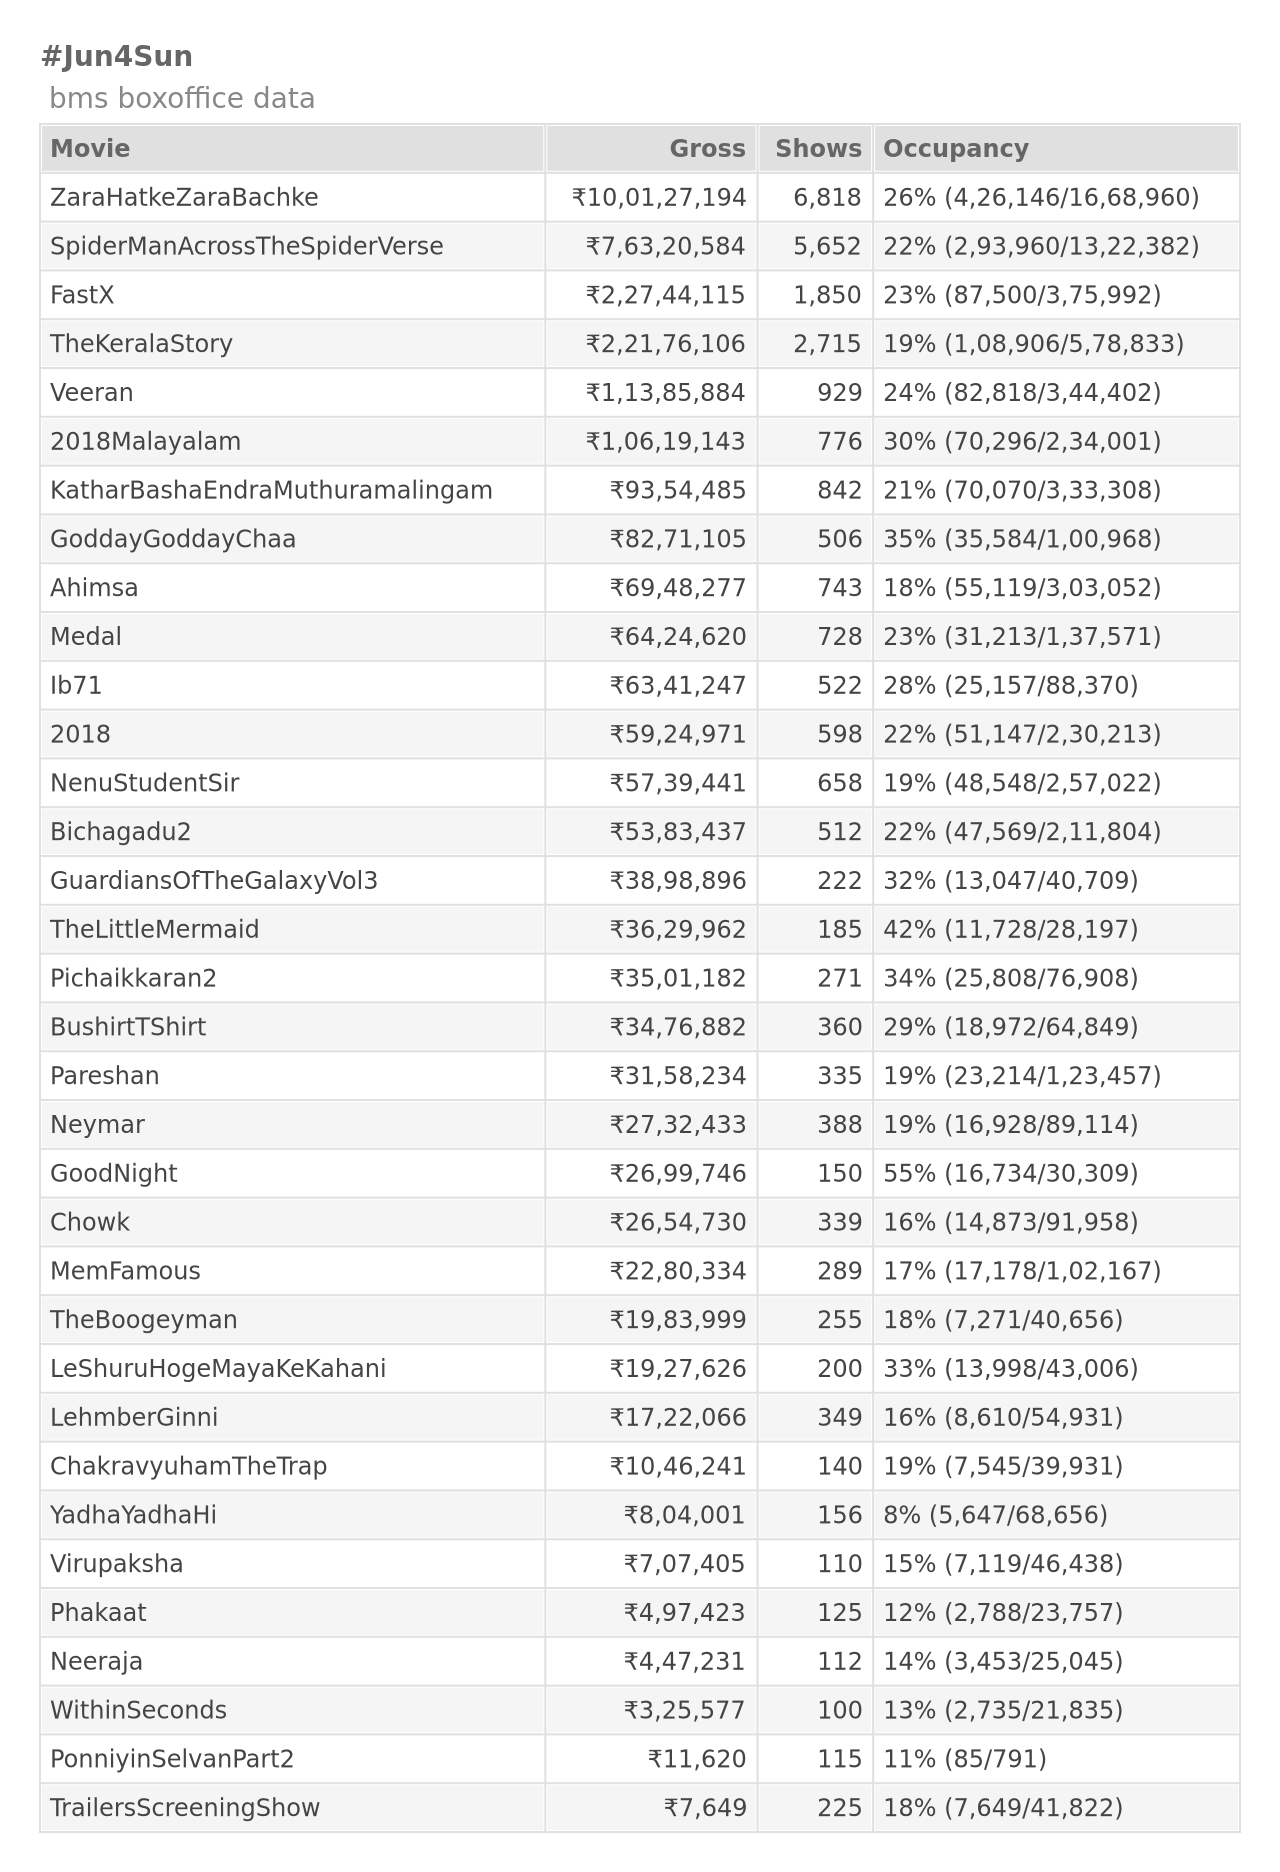 #Jun4Sun
bms boxoffice data
Movie Gross Shows Occupancy
ZaraHatkeZaraBachke ₹10,01,27,194 6,818 26% (4,26,146/16,68,960)
SpiderManAcrossTheSpiderVerse ₹7,63,20,584 5,652 22% (2,93,960/13,22,382)
FastX ₹2,27,44,115 1,850 23% (87,500/3,75,992)
TheKeralaStory ₹2,21,76,106 2,715 19% (1,08,906/5,78,833)
Veeran ₹1,13,85,884 929 24% (82,818/3,44,402)
2018Malayalam ₹1,06,19,143 776 30% (70,296/2,34,001)
KatharBashaEndraMuthuramalingam ₹93,54,485 842 21% (70,070/3,33,308)
GoddayGoddayChaa ₹82,71,105 506 35% (35,584/1,00,968)
Ahimsa ₹69,48,277 743 18% (55,119/3,03,052)
Medal ₹64,24,620 728 23% (31,213/1,37,571)
Ib71 ₹63,41,247 522 28% (25,157/88,370)
2018 ₹59,24,971 598 22% (51,147/2,30,213)
NenuStudentSir ₹57,39,441 658 19% (48,548/2,57,022)
Bichagadu2 ₹53,83,437 512 22% (47,569/2,11,804)
GuardiansOfTheGalaxyVol3 ₹38,98,896 222 32% (13,047/40,709)
TheLittleMermaid ₹36,29,962 185 42% (11,728/28,197)
Pichaikkaran2 ₹35,01,182 271 34% (25,808/76,908)
BushirtTShirt ₹34,76,882 360 29% (18,972/64,849)
Pareshan ₹31,58,234 335 19% (23,214/1,23,457)
Neymar ₹27,32,433 388 19% (16,928/89,114)
GoodNight ₹26,99,746 150 55% (16,734/30,309)
Chowk ₹26,54,730 339 16% (14,873/91,958)
MemFamous ₹22,80,334 289 17% (17,178/1,02,167)
TheBoogeyman ₹19,83,999 255 18% (7,271/40,656)
LeShuruHogeMayaKeKahani ₹19,27,626 200 33% (13,998/43,006)
LehmberGinni ₹17,22,066 349 16% (8,610/54,931)
ChakravyuhamTheTrap ₹10,46,241 140 19% (7,545/39,931)
YadhaYadhaHi ₹8,04,001 156 8% (5,647/68,656)
Virupaksha ₹7,07,405 110 15% (7,119/46,438)
Phakaat ₹4,97,423 125 12% (2,788/23,757)
Neeraja ₹4,47,231 112 14% (3,453/25,045)
WithinSeconds ₹3,25,577 100 13% (2,735/21,835)
PonniyinSelvanPart2 ₹11,620 115 11% (85/791)
TrailersScreeningShow ₹7,649 225 18% (7,649/41,822)